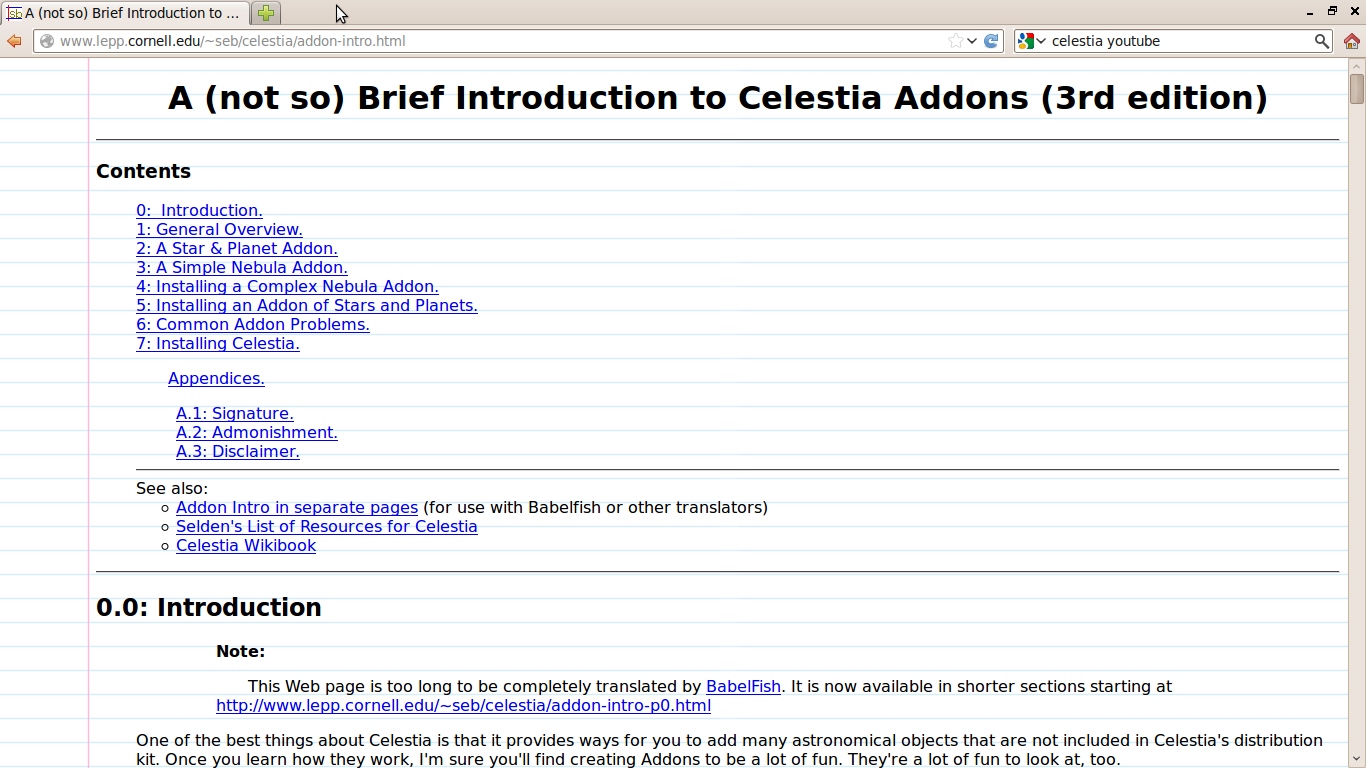 A (not so) Brief Introduction to ...
www.lepp.cornell.edu/~seb/celestia/addon-intro.html
celestia youtube
A (not so) Brief Introduction to Celestia Addons (3rd edition)
Contents
0:  Introduction.
1: General Overview.
2: A Star & Planet Addon.
3: A Simple Nebula Addon.
4: Installing a Complex Nebula Addon.
5: Installing an Addon of Stars and Planets.
6: Common Addon Problems.
7: Installing Celestia.
Appendices.
A.1: Signature.
A.2: Admonishment.
A.3: Disclaimer.
See also:
Addon Intro in separate pages (for use with Babelfish or other translators)
Selden's List of Resources for Celestia
Celestia Wikibook
0.0: Introduction
Note:
This Web page is too long to be completely translated by BabelFish. It is now available in shorter sections starting at
http://www.lepp.cornell.edu/~seb/celestia/addon-intro-p0.html
One of the best things about Celestia is that it provides ways for you to add many astronomical objects that are not included in Celestia's distribution
kit. Once you learn how they work, I'm sure you'll find creating Addons to be a lot of fun. They're a lot of fun to look at, too.